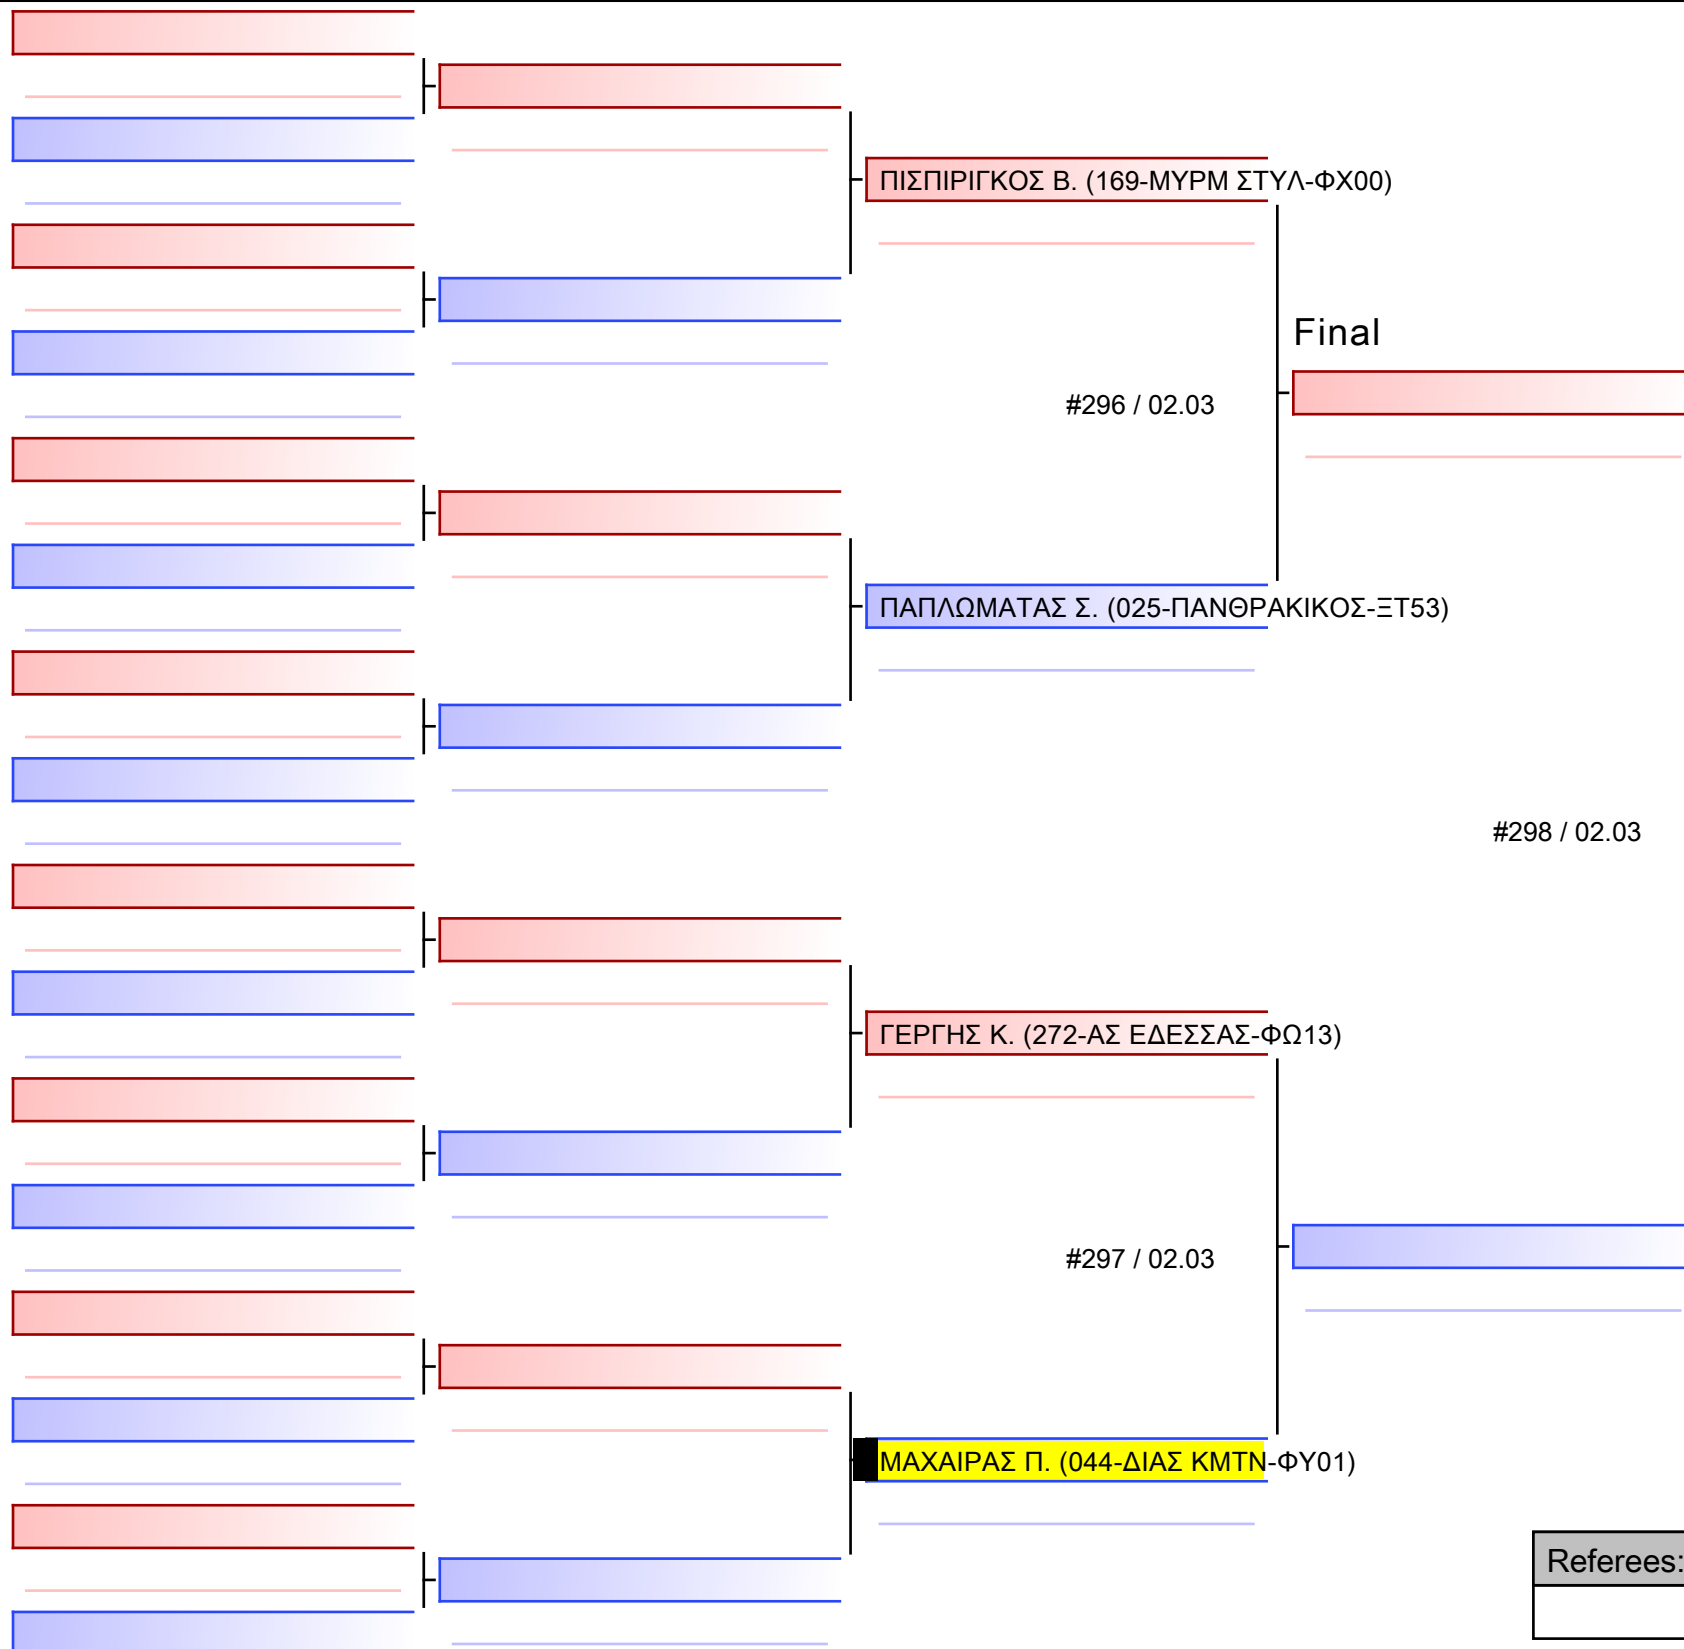 ΠΙΣΠΙΡΙΓΚΟΣ Β. (169-ΜΥΡΜ ΣΤΥΛ-ΦΧ00)
Final
#296 / 02.03
ΠΑΠΛΩΜΑΤΑΣ Σ. (025-ΠΑΝΘΡΑΚΙΚΟΣ-ΞΤ53)
#298 / 02.03
ΓΕΡΓΗΣ Κ. (272-ΑΣ ΕΔΕΣΣΑΣ-ΦΩ13)
#297 / 02.03
ΜΑΧΑΙΡΑΣ Π. (044-ΔΙΑΣ ΚΜΤΝ-ΦΥ01)
Referees: